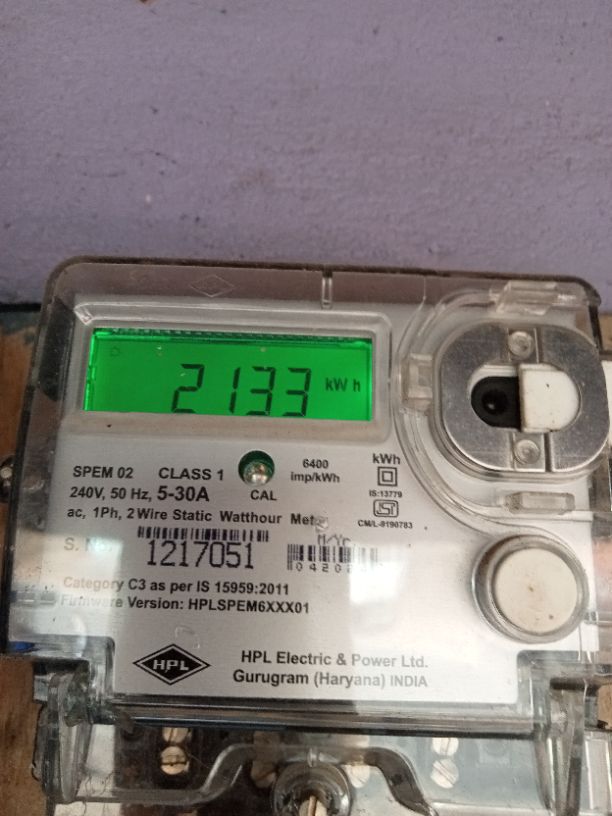 2133 kWh
SPEM 02 CLASS 1
6400
imp/kWh
kWh
240V, 50 Hz, 5-30A
CAL
IS:13779
ac, 1Ph, 2 Wire Static Watthour
CM/L-9190783
M/Yr
S. N
1217051
Category C3 as per IS 15959:2011
Firmware Version: HPLSPEM6XXX01
HPL
HPL Electric & Power Ltd.
Gurugram (Haryana) INDIA